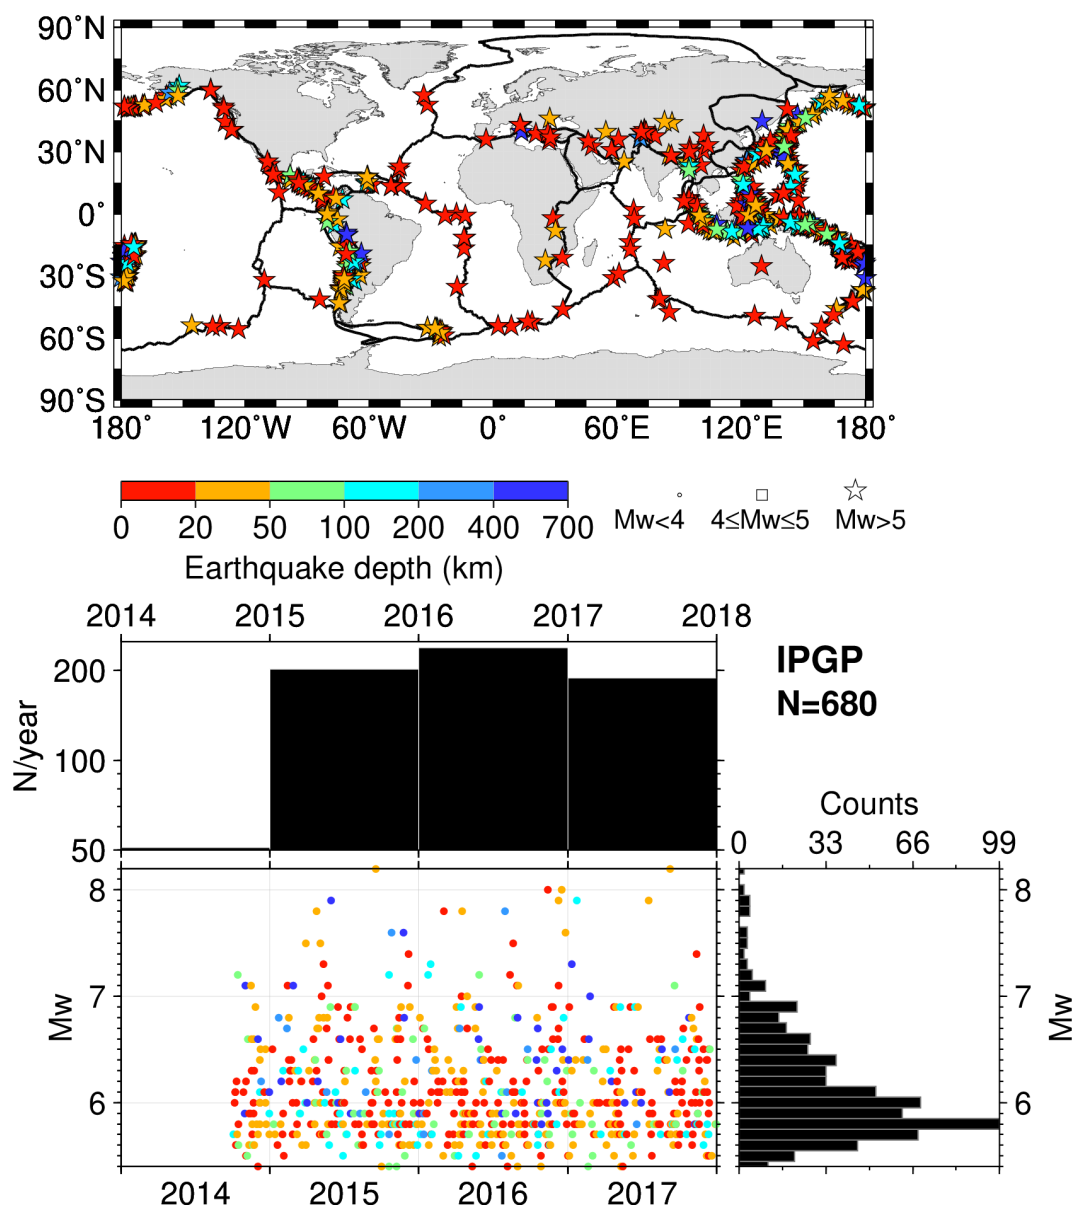 90˚N
60˚N
30˚N
0˚
30˚S
60˚S
90˚S
180˚ 120˚W 60˚W 0˚ 60˚E 120˚E 180˚
0 20 50 100 200 400 700
Earthquake depth (km)
Mw<4 4≤Mw≤5 Mw>5
2014 2015 2016 2017 2018
200
100
50
N/year
IPGP
N=680
Counts
0 33 66 99
8
7
6
Mw
8
7
6
Mw
2014 2015 2016 2017